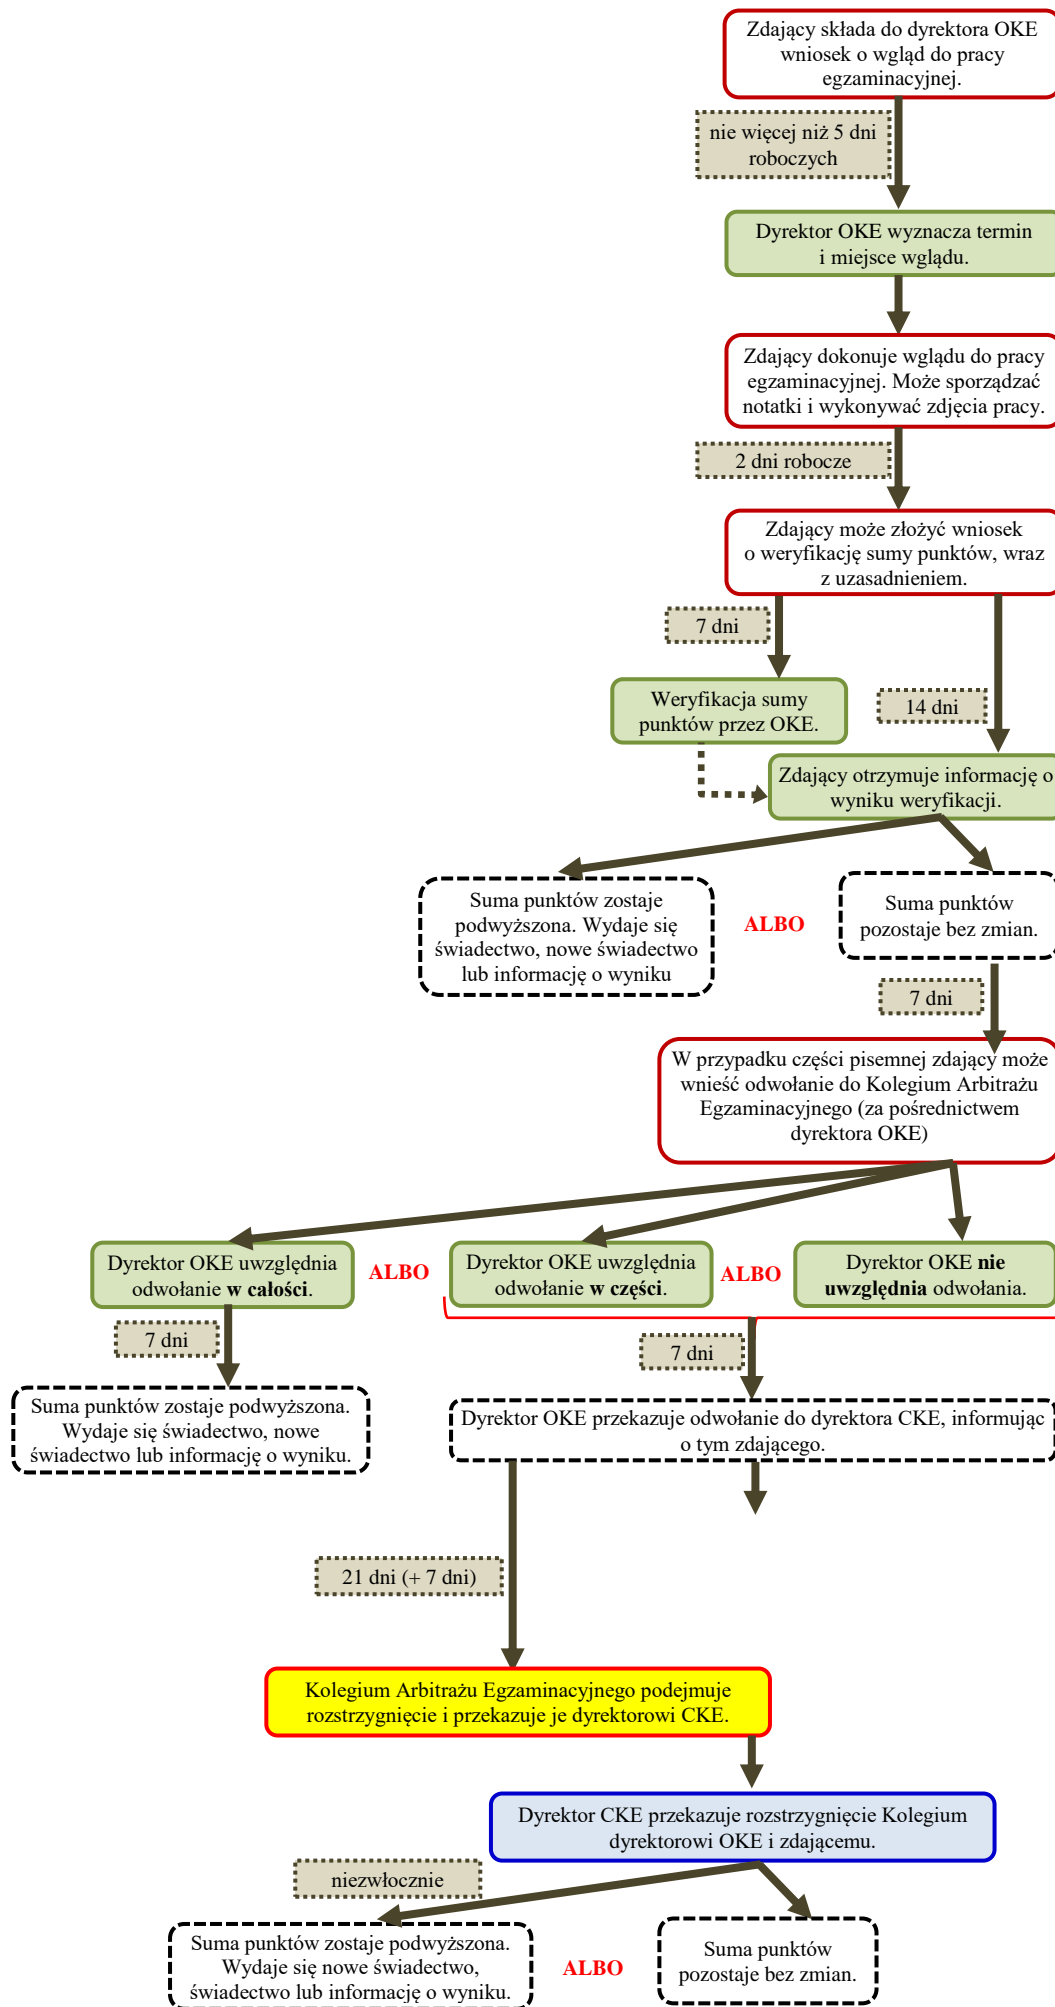 Zdający składa do dyrektora OKE
wniosek o wgląd do pracy
egzaminacyjnej.
nie więcej niż 5 dni
roboczych
Dyrektor OKE wyznacza termin
i miejsce wglądu.
Zdający dokonuje wglądu do pracy
egzaminacyjnej. Może sporządzać
notatki i wykonywać zdjęcia pracy.
2 dni robocze
Zdający może złożyć wniosek
o weryfikację sumy punktów, wraz
z uzasadnieniem.
7 dni
Weryfikacja sumy
punktów przez OKE.
14 dni
Zdający otrzymuje informację o
wyniku weryfikacji.
Suma punktów zostaje
podwyższona. Wydaje się
świadectwo, nowe świadectwo
lub informację o wyniku
ALBO
Suma punktów
pozostaje bez zmian.
7 dni
W przypadku części pisemnej zdający może
wnieść odwołanie do Kolegium Arbitrażu
Egzaminacyjnego (za pośrednictwem
dyrektora OKE)
Dyrektor OKE uwzględnia
odwołanie w całości.
ALBO
Dyrektor OKE uwzględnia
odwołanie w części.
ALBO
Dyrektor OKE nie
uwzględnia odwołania.
7 dni
7 dni
Suma punktów zostaje podwyższona.
Wydaje się świadectwo, nowe
świadectwo lub informację o wyniku.
Dyrektor OKE przekazuje odwołanie do dyrektora CKE, informując
o tym zdającego.
21 dni (+ 7 dni)
Kolegium Arbitrażu Egzaminacyjnego podejmuje
rozstrzygnięcie i przekazuje je dyrektorowi CKE.
Dyrektor CKE przekazuje rozstrzygnięcie Kolegium
dyrektorowi OKE i zdającemu.
niezwłocznie
Suma punktów zostaje podwyższona.
Wydaje się nowe świadectwo,
świadectwo lub informację o wyniku.
ALBO
Suma punktów
pozostaje bez zmian.